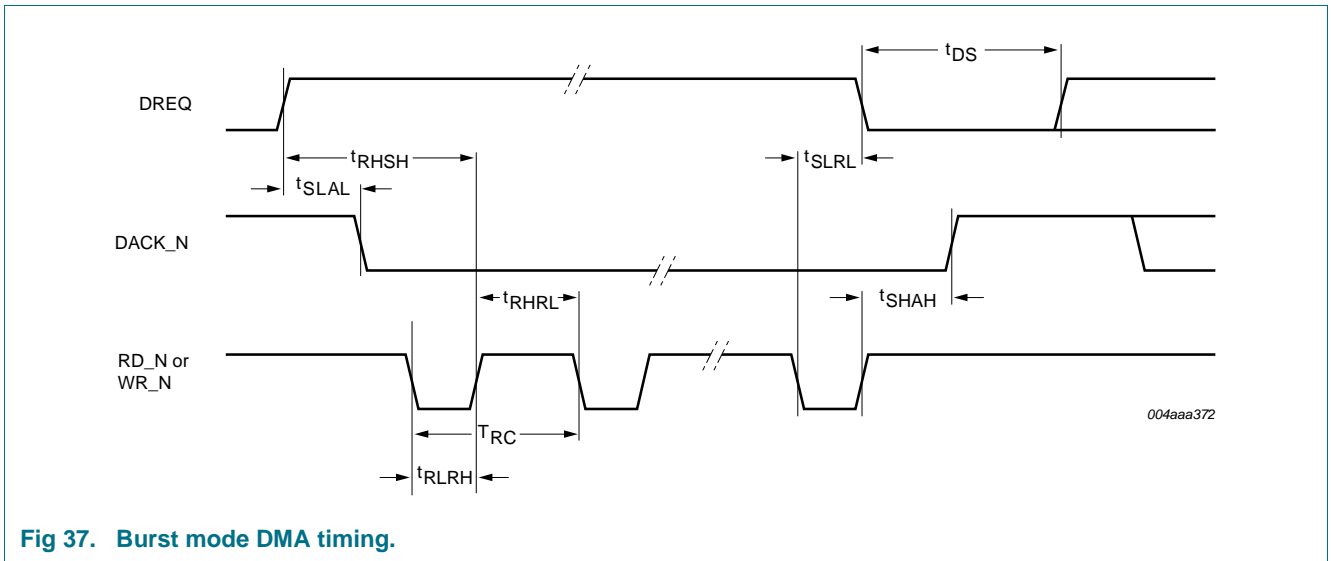 tDS
DREQ
tRHSH
tSLRL
tSLAL
DACK_N
tRHRL
tSHAH
RD_N or
WR_N
004aaa372
TRC
tRLRH
Fig 37. Burst mode DMA timing.